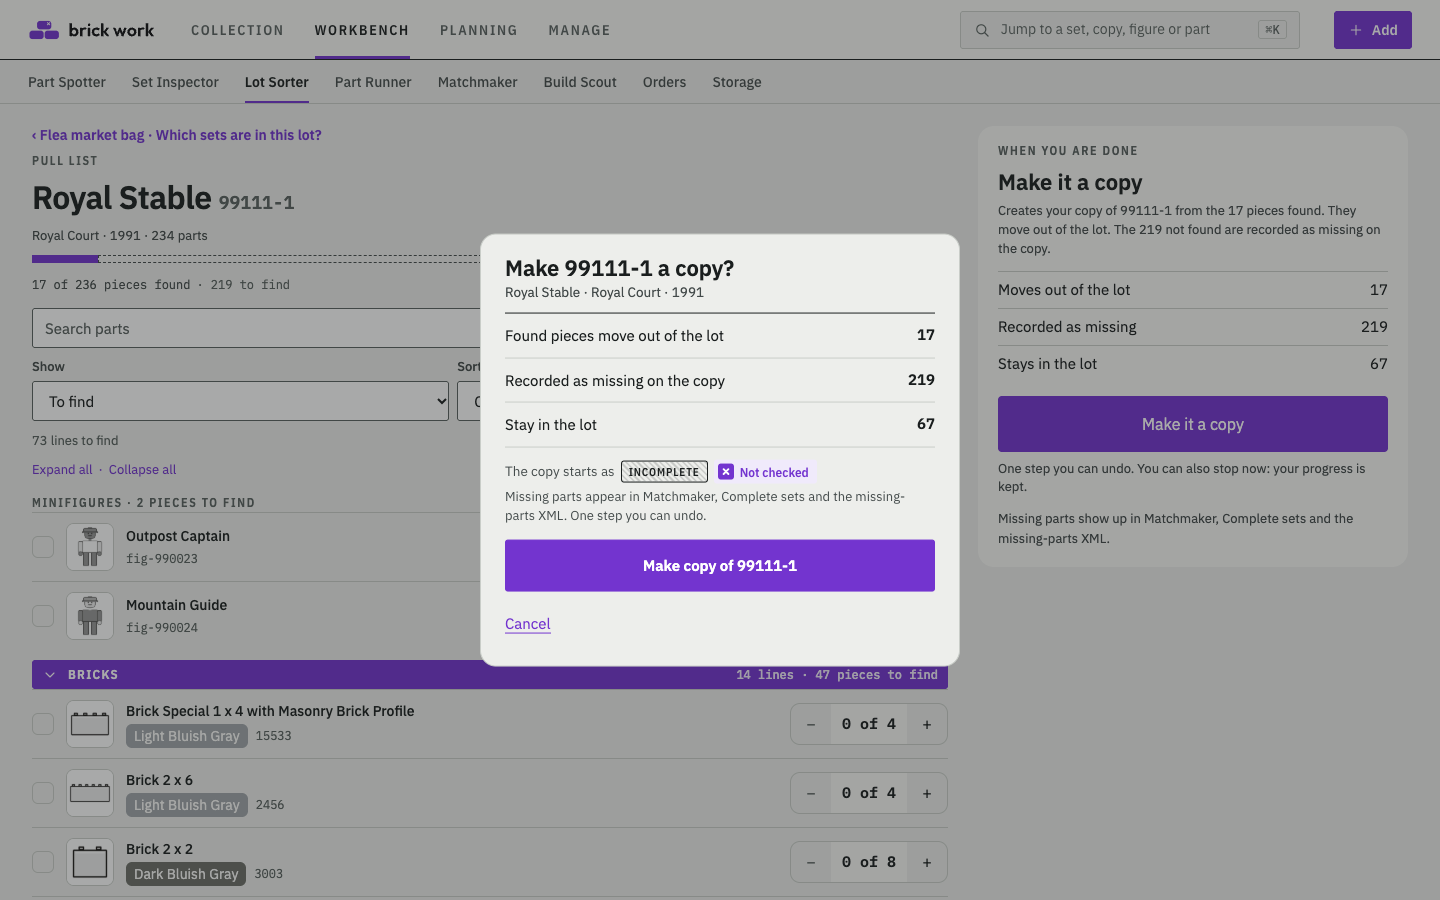 brick work
COLLECTION
WORKBENCH
PLANNING
MANAGE
Jump to a set, copy, figure or part
⌘K
+ Add
Part Spotter
Set Inspector
Lot Sorter
Part Runner
Matchmaker
Build Scout
Orders
Storage
‹ Flea market bag · Which sets are in this lot?
PULL LIST
Royal Stable 99111-1
Royal Court · 1991 · 234 parts
17 of 236 pieces found · 219 to find
Search parts
Show
Sort
To find
73 lines to find
Expand all · Collapse all
MINIFIGURES · 2 PIECES TO FIND
Outpost Captain
fig-990023
Mountain Guide
fig-990024
BRICKS
14 lines · 47 pieces to find
Brick Special 1 x 4 with Masonry Brick Profile
Light Bluish Gray 15533
− 0 of 4 +
Brick 2 x 6
Light Bluish Gray 2456
− 0 of 4 +
Brick 2 x 2
Dark Bluish Gray 3003
− 0 of 8 +
Make 99111-1 a copy?
Royal Stable · Royal Court · 1991
Found pieces move out of the lot 17
Recorded as missing on the copy 219
Stay in the lot 67
The copy starts as INCOMPLETE Not checked
Missing parts appear in Matchmaker, Complete sets and the missing-
parts XML. One step you can undo.
Make copy of 99111-1
Cancel
WHEN YOU ARE DONE
Make it a copy
Creates your copy of 99111-1 from the 17 pieces found. They
move out of the lot. The 219 not found are recorded as missing on
the copy.
Moves out of the lot 17
Recorded as missing 219
Stays in the lot 67
Make it a copy
One step you can undo. You can also stop now: your progress is
kept.
Missing parts show up in Matchmaker, Complete sets and the
missing-parts XML.